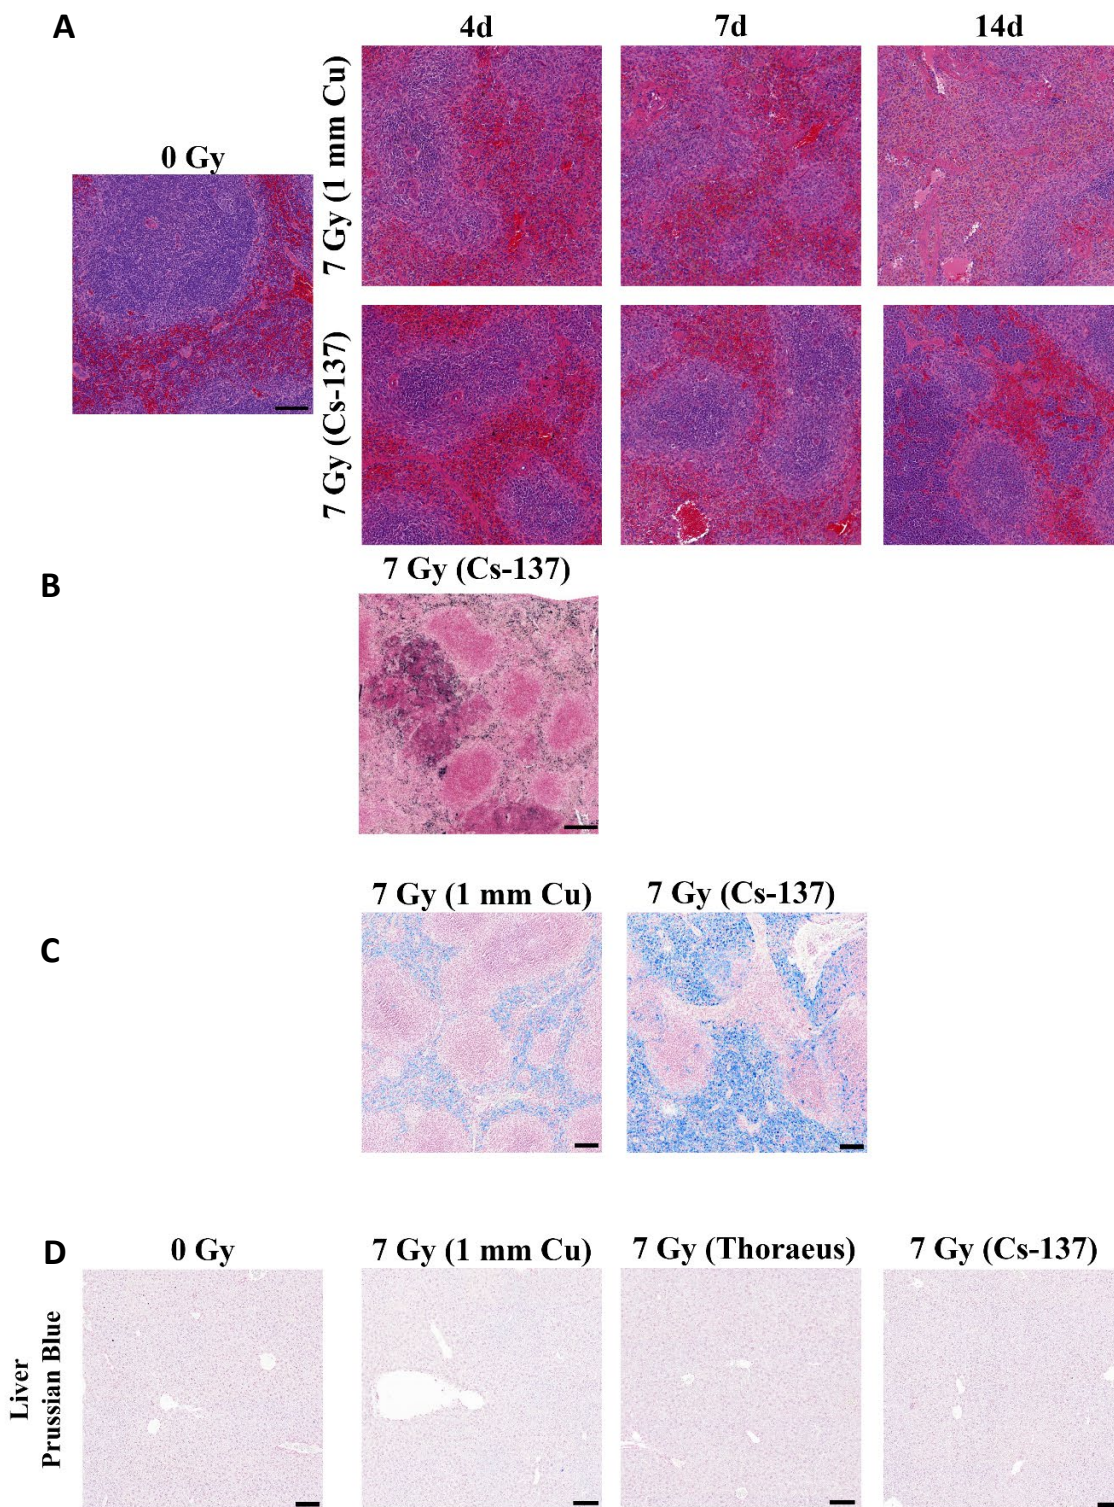 A
4d
7d
14d
0 Gy
7 Gy (1 mm Cu)
7 Gy (Cs-137)
B
7 Gy (Cs-137)
C
7 Gy (1 mm Cu)
7 Gy (Cs-137)
D
0 Gy
7 Gy (1 mm Cu)
7 Gy (Thoraeus)
7 Gy (Cs-137)
Liver
Prussian Blue